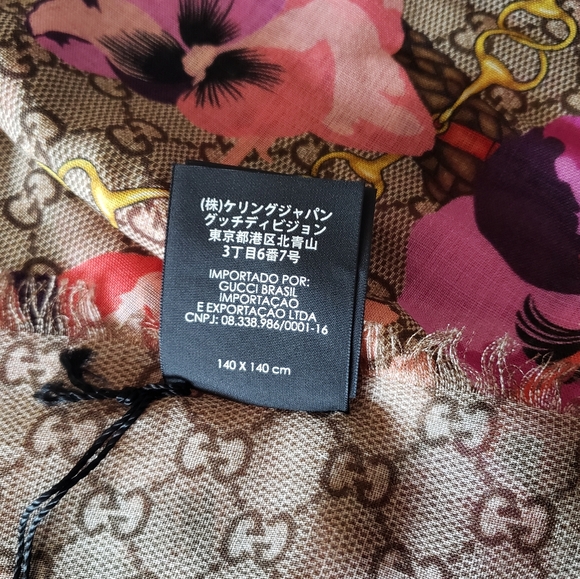 (株)ケリングジャパン
グッチディビジョン
東京都港区北青山
3丁目6番7号
IMPORTADO POR:
GUCCI BRASIL
IMPORTAÇAO
E EXPORTAÇAO LTDA
CNPJ: 08.338.986/0001-16
140 X 140 cm